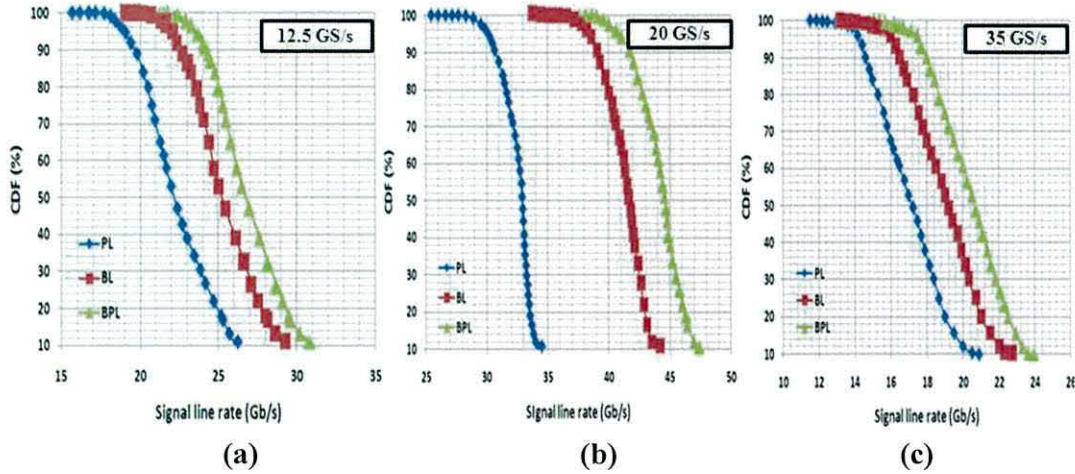 12.5 GS/s
CDF (%)
100
90
80
70
60
50
40
30
20
10
PL
BL
BPL
15 20 25 30 35
Signal line rate (Gb/s)
(a)
20 GS/s
CDF (%)
100
90
80
70
60
50
40
30
20
10
PL
BL
BPL
25 30 35 40 45 50
SIgnal line rate (Gb/s)
(b)
35 GS/s
CDF (%)
100
90
80
70
60
50
40
30
20
10
PL
BL
BPL
10 12 14 16 18 20 22 24 26
Signal line rate (Gb/s)
(c)